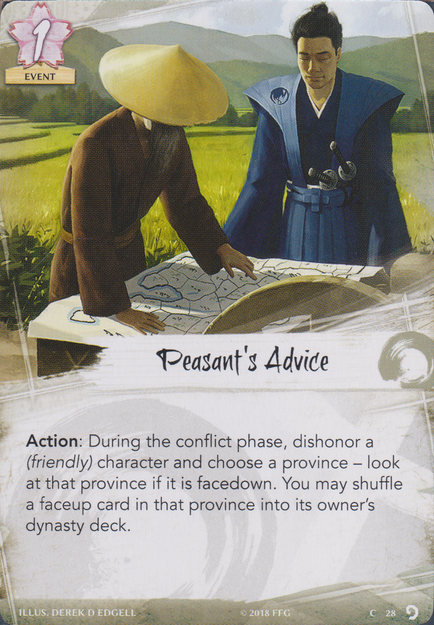 1
EVENT
Peasant's Advice
Action: During the conflict phase, dishonor a
(friendly) character and choose a province – look
at that province if it is facedown. You may shuffle
a faceup card in that province into its owner's
dynasty deck.
ILLUS. DEREK D EDGELL © 2018 FFG C 28